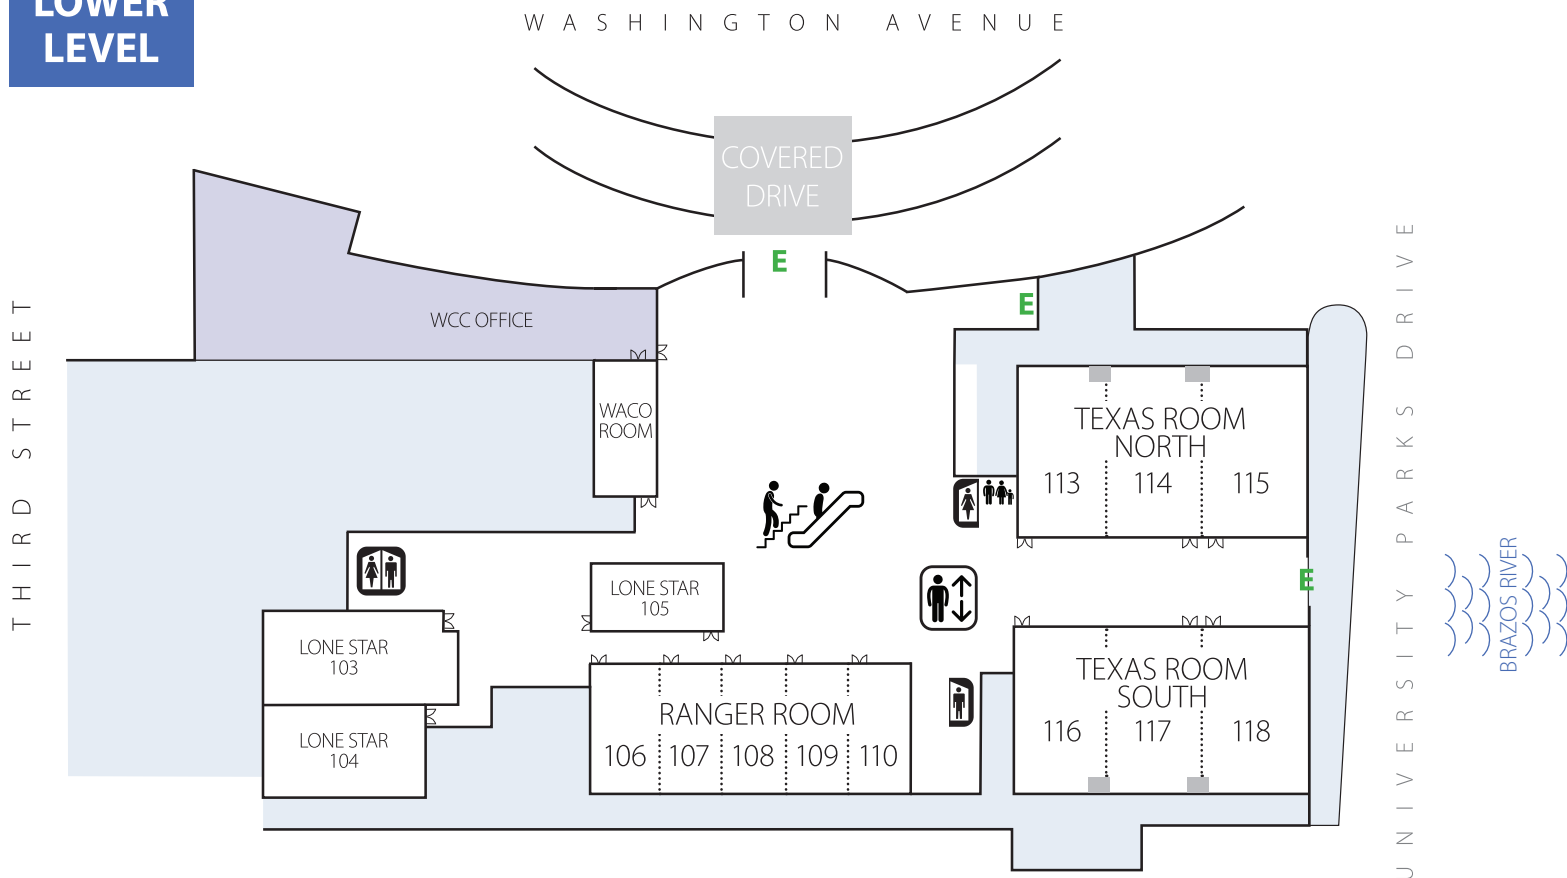 LOWER
LEVEL
WASHINGTON AVENUE
COVERED
DRIVE
E
E
WCC OFFICE
THIRD STREET
WACO
ROOM
TEXAS ROOM
NORTH
113 114 115
UNIVERSITY PARKS DRIVE
E
BRAZOS RIVER
LONE STAR
105
LONE STAR
103
LONE STAR
104
RANGER ROOM
106 107 108 109 110
TEXAS ROOM
SOUTH
116 117 118